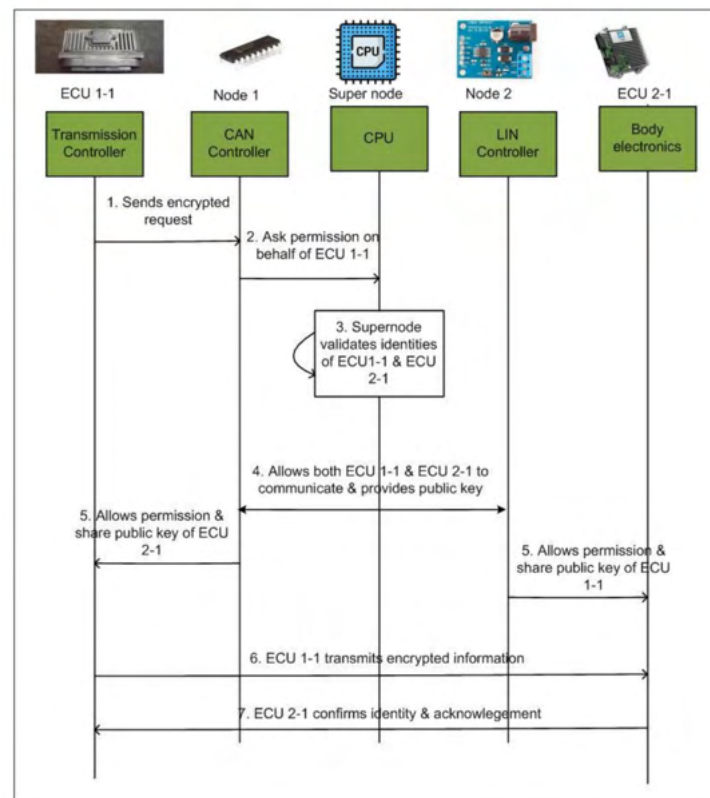 CPU
ECU 1-1
Node 1
Super node
Node 2
ECU 2-1
Transmission
Controller
CAN
Controller
CPU
LIN
Controller
Body
electronics
1. Sends encrypted
request
2. Ask permission on
behalf of ECU 1-1
3. Supernode
validates identities
of ECU1-1 & ECU
2-1
4. Allows both ECU 1-1 & ECU 2-1 to
communicate & provides public key
5. Allows permission &
share public key of ECU
2-1
5. Allows permission &
share public key of ECU
1-1
6. ECU 1-1 transmits encrypted information
7. ECU 2-1 confirms identity & acknowlegement